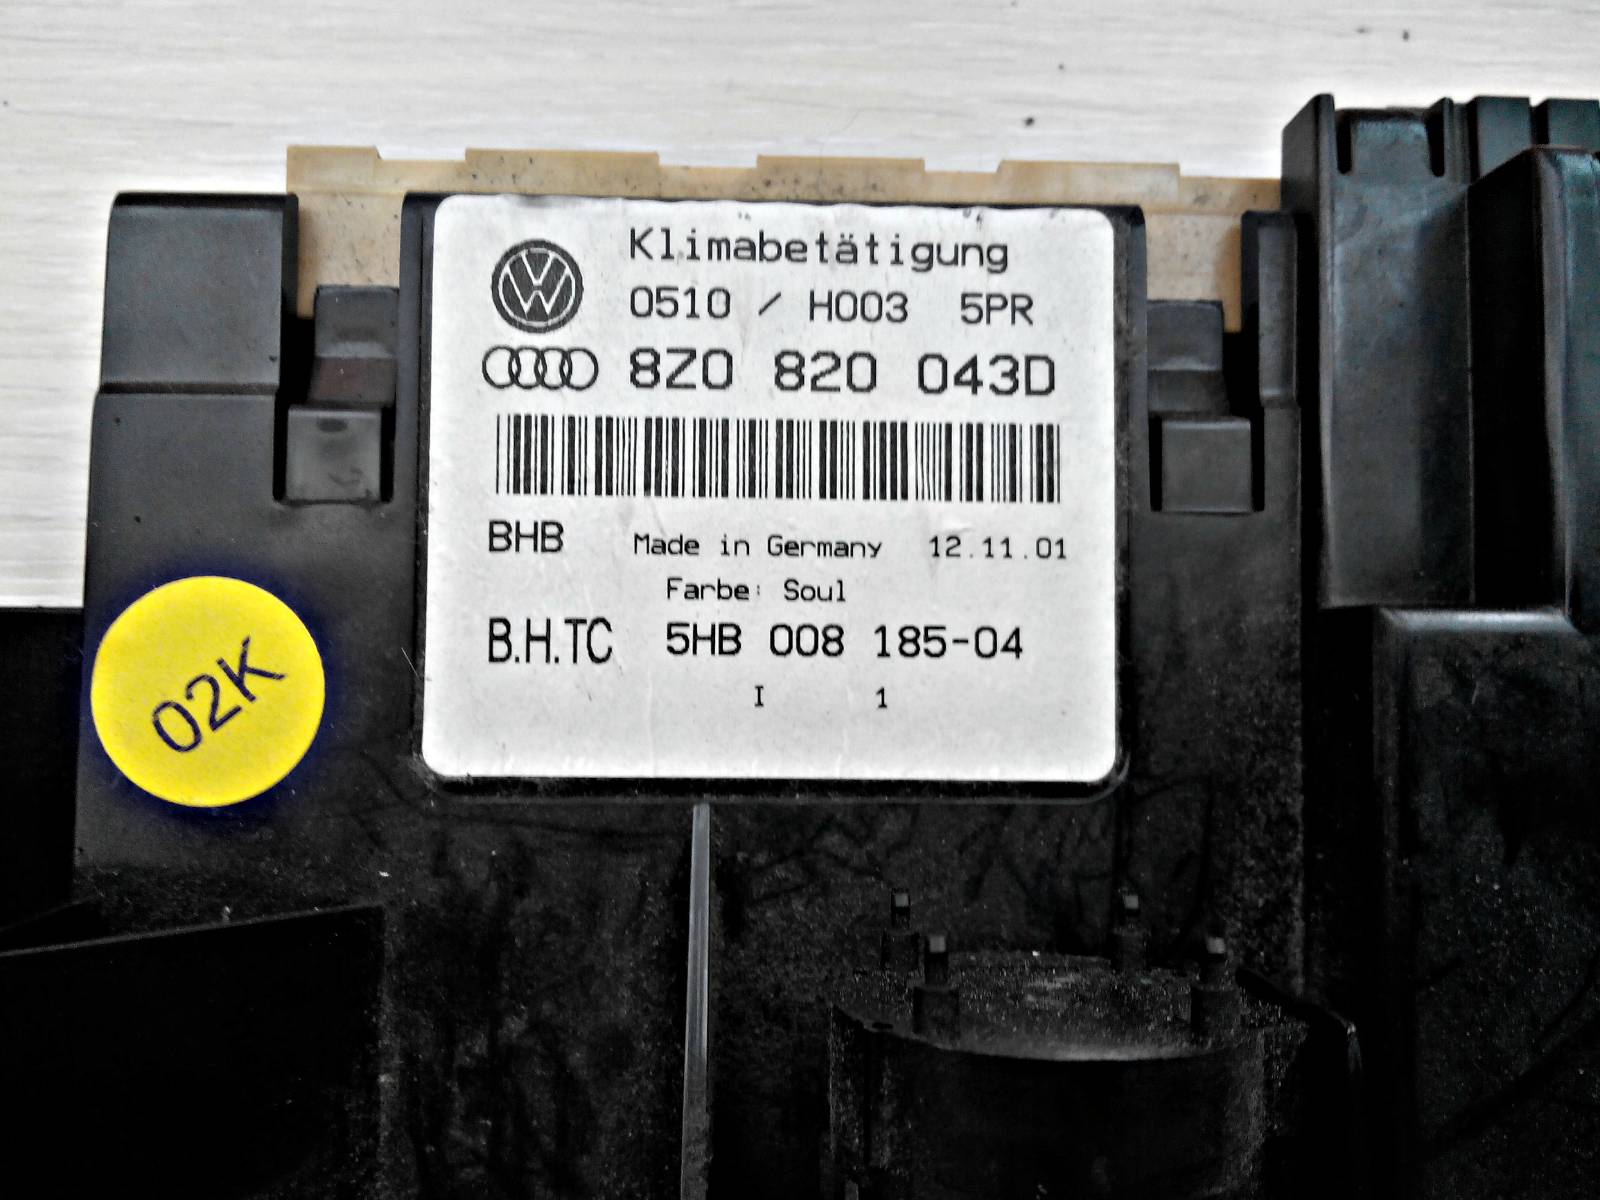 Klimabetätigung
0510 / H003 5PR
8Z0 820 043D
BHB Made in Germany 12.11.01
Farbe: Soul
B.H.TC 5HB 008 185-04
I 1
02K